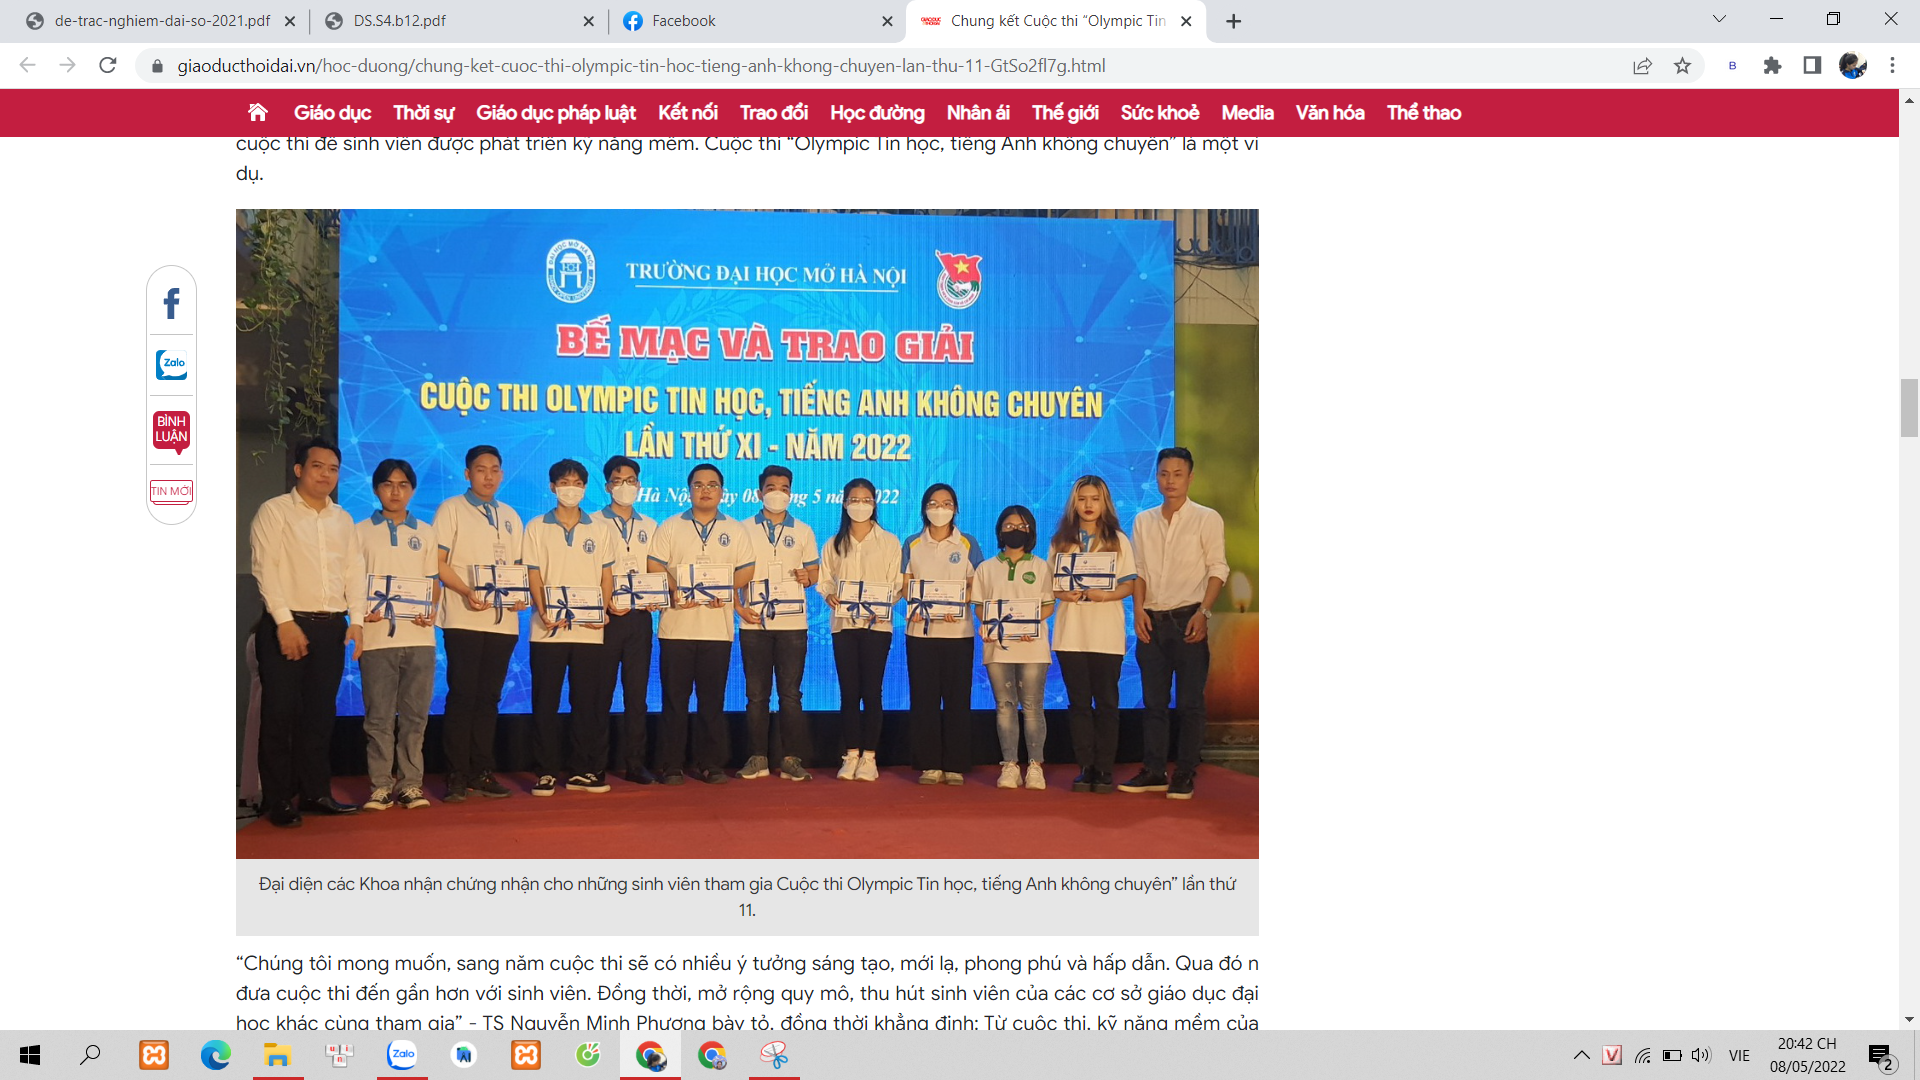 de-trac-nghiem-dai-so-2021.pdf
DS.S4.b12.pdf
Facebook
Chung kết Cuộc thi “Olympic Tin
giaoducthoidai.vn/hoc-duong/chung-ket-cuoc-thi-olympic-tin-hoc-tieng-anh-khong-chuyen-lan-thu-11-GtSo2fl7g.html
B
Giáo dục Thời sự Giáo dục pháp luật Kết nối Trao đổi Học đường Nhân ái Thế giới Sức khoẻ Media Văn hóa Thể thao
cuộc thi để sinh viên được phát triển kỹ năng mềm. Cuộc thi “Olympic Tin học, tiếng Anh không chuyên” là một ví
dụ.
Zalo
BÌNH
LUẬN
TIN MỚI
TRƯỜNG ĐẠI HỌC MỞ HÀ NỘI
BẾ MẠC VÀ TRAO GIẢI
CUỘC THI OLYMPIC TIN HỌC, TIẾNG ANH KHÔNG CHUYÊN
LẦN THỨ XI - NĂM 2022
Đại diện các Khoa nhận chứng nhận cho những sinh viên tham gia Cuộc thi Olympic Tin học, tiếng Anh không chuyên” lần thứ
11.
“Chúng tôi mong muốn, sang năm cuộc thi sẽ có nhiều ý tưởng sáng tạo, mới lạ, phong phú và hấp dẫn. Qua đó n
đưa cuộc thi đến gần hơn với sinh viên. Đồng thời, mở rộng quy mô, thu hút sinh viên của các cơ sở giáo dục đại
học khác cùng tham gia” - TS Nguyễn Minh Phương bày tỏ, đồng thời khẳng định: Từ cuộc thi, kỹ năng mềm của
Zalo
VIE
20:42 CH
08/05/2022
2